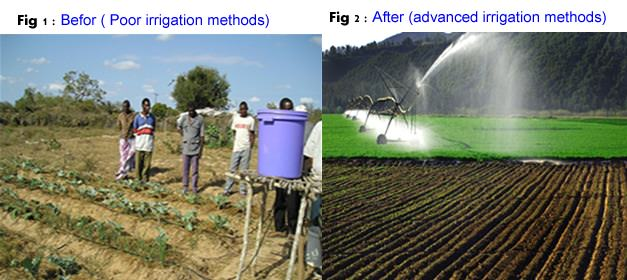 Fig 1 : Befor ( Poor irrigation methods)
Fig 2 : After (advanced irrigation methods)